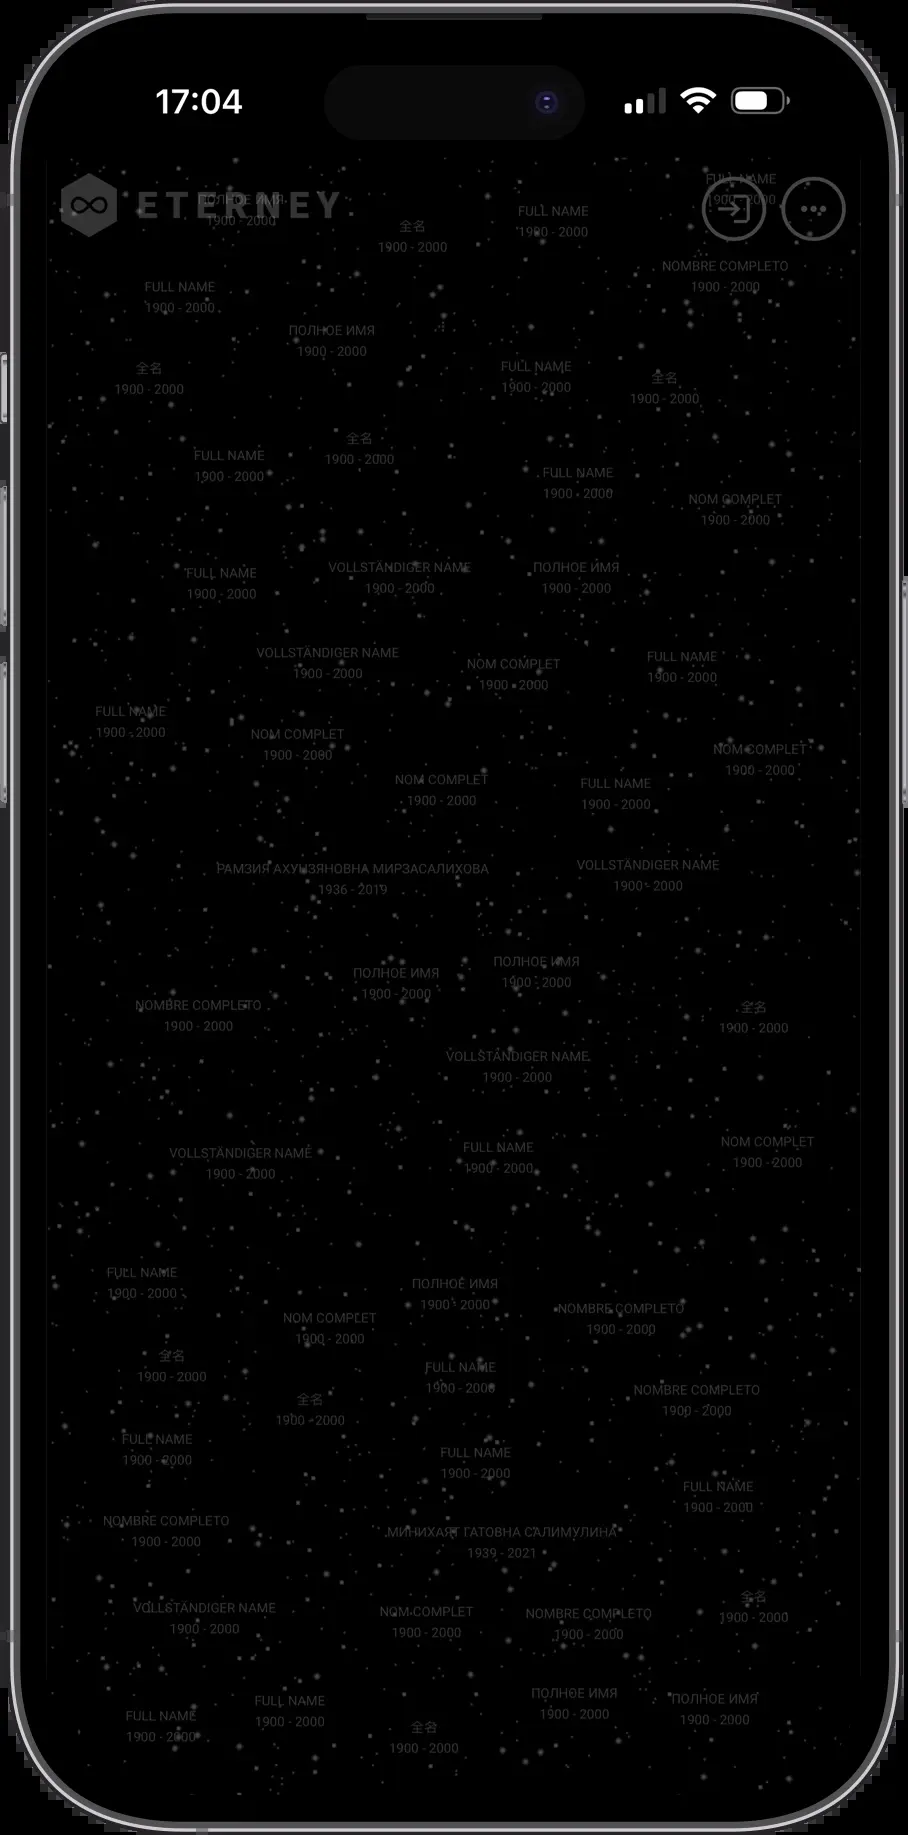 17:04
ETERNEY
ПОЛНОЕ ИМЯ
1900 - 2000
FULL NAME
1900 - 2000
FULL NAME
1900 - 2000
全名
1900 - 2000
NOMBRE COMPLETO
1900 - 2000
FULL NAME
1900 - 2000
ПОЛНОЕ ИМЯ
1900 - 2000
全名
1900 - 2000
FULL NAME
1900 - 2000
全名
1900 - 2000
全名
1900 - 2000
FULL NAME
1900 - 2000
FULL NAME
1900 - 2000
NOM COMPLET
1900 - 2000
FULL NAME
1900 - 2000
VOLLSTÄNDIGER NAME
1900 - 2000
ПОЛНОЕ ИМЯ
1900 - 2000
VOLLSTÄNDIGER NAME
1900 - 2000
NOM COMPLET
1900 - 2000
FULL NAME
1900 - 2000
FULL NAME
1900 - 2000
NOM COMPLET
1900 - 2000
NOM COMPLET
1900 - 2000
NOM COMPLET
1900 - 2000
FULL NAME
1900 - 2000
РАМЗИЯ АХУНЗЯНОВНА МИРЗАСАЛИХОВА
1936 - 2019
VOLLSTÄNDIGER NAME
1900 - 2000
ПОЛНОЕ ИМЯ
1900 - 2000
ПОЛНОЕ ИМЯ
1900 - 2000
NOMBRE COMPLETO
1900 - 2000
全名
1900 - 2000
VOLLSTÄNDIGER NAME
1900 - 2000
VOLLSTÄNDIGER NAME
1900 - 2000
FULL NAME
1900 - 2000
NOM COMPLET
1900 - 2000
FULL NAME
1900 - 2000
ПОЛНОЕ ИМЯ
1900 - 2000
NOM COMPLET
1900 - 2000
NOMBRE COMPLETO
1900 - 2000
全名
1900 - 2000
FULL NAME
1900 - 2000
NOMBRE COMPLETO
1900 - 2000
全名
1900 - 2000
FULL NAME
1900 - 2000
FULL NAME
1900 - 2000
FULL NAME
1900 - 2000
NOMBRE COMPLETO
1900 - 2000
МИНИХАЯТ ГАТОВНА САЛИМУЛИНА
1939 - 2021
VOLLSTÄNDIGER NAME
1900 - 2000
NOM COMPLET
1900 - 2000
NOMBRE COMPLETO
1900 - 2000
全名
1900 - 2000
FULL NAME
1900 - 2000
FULL NAME
1900 - 2000
全名
1900 - 2000
ПОЛНОЕ ИМЯ
1900 - 2000
ПОЛНОЕ ИМЯ
1900 - 2000